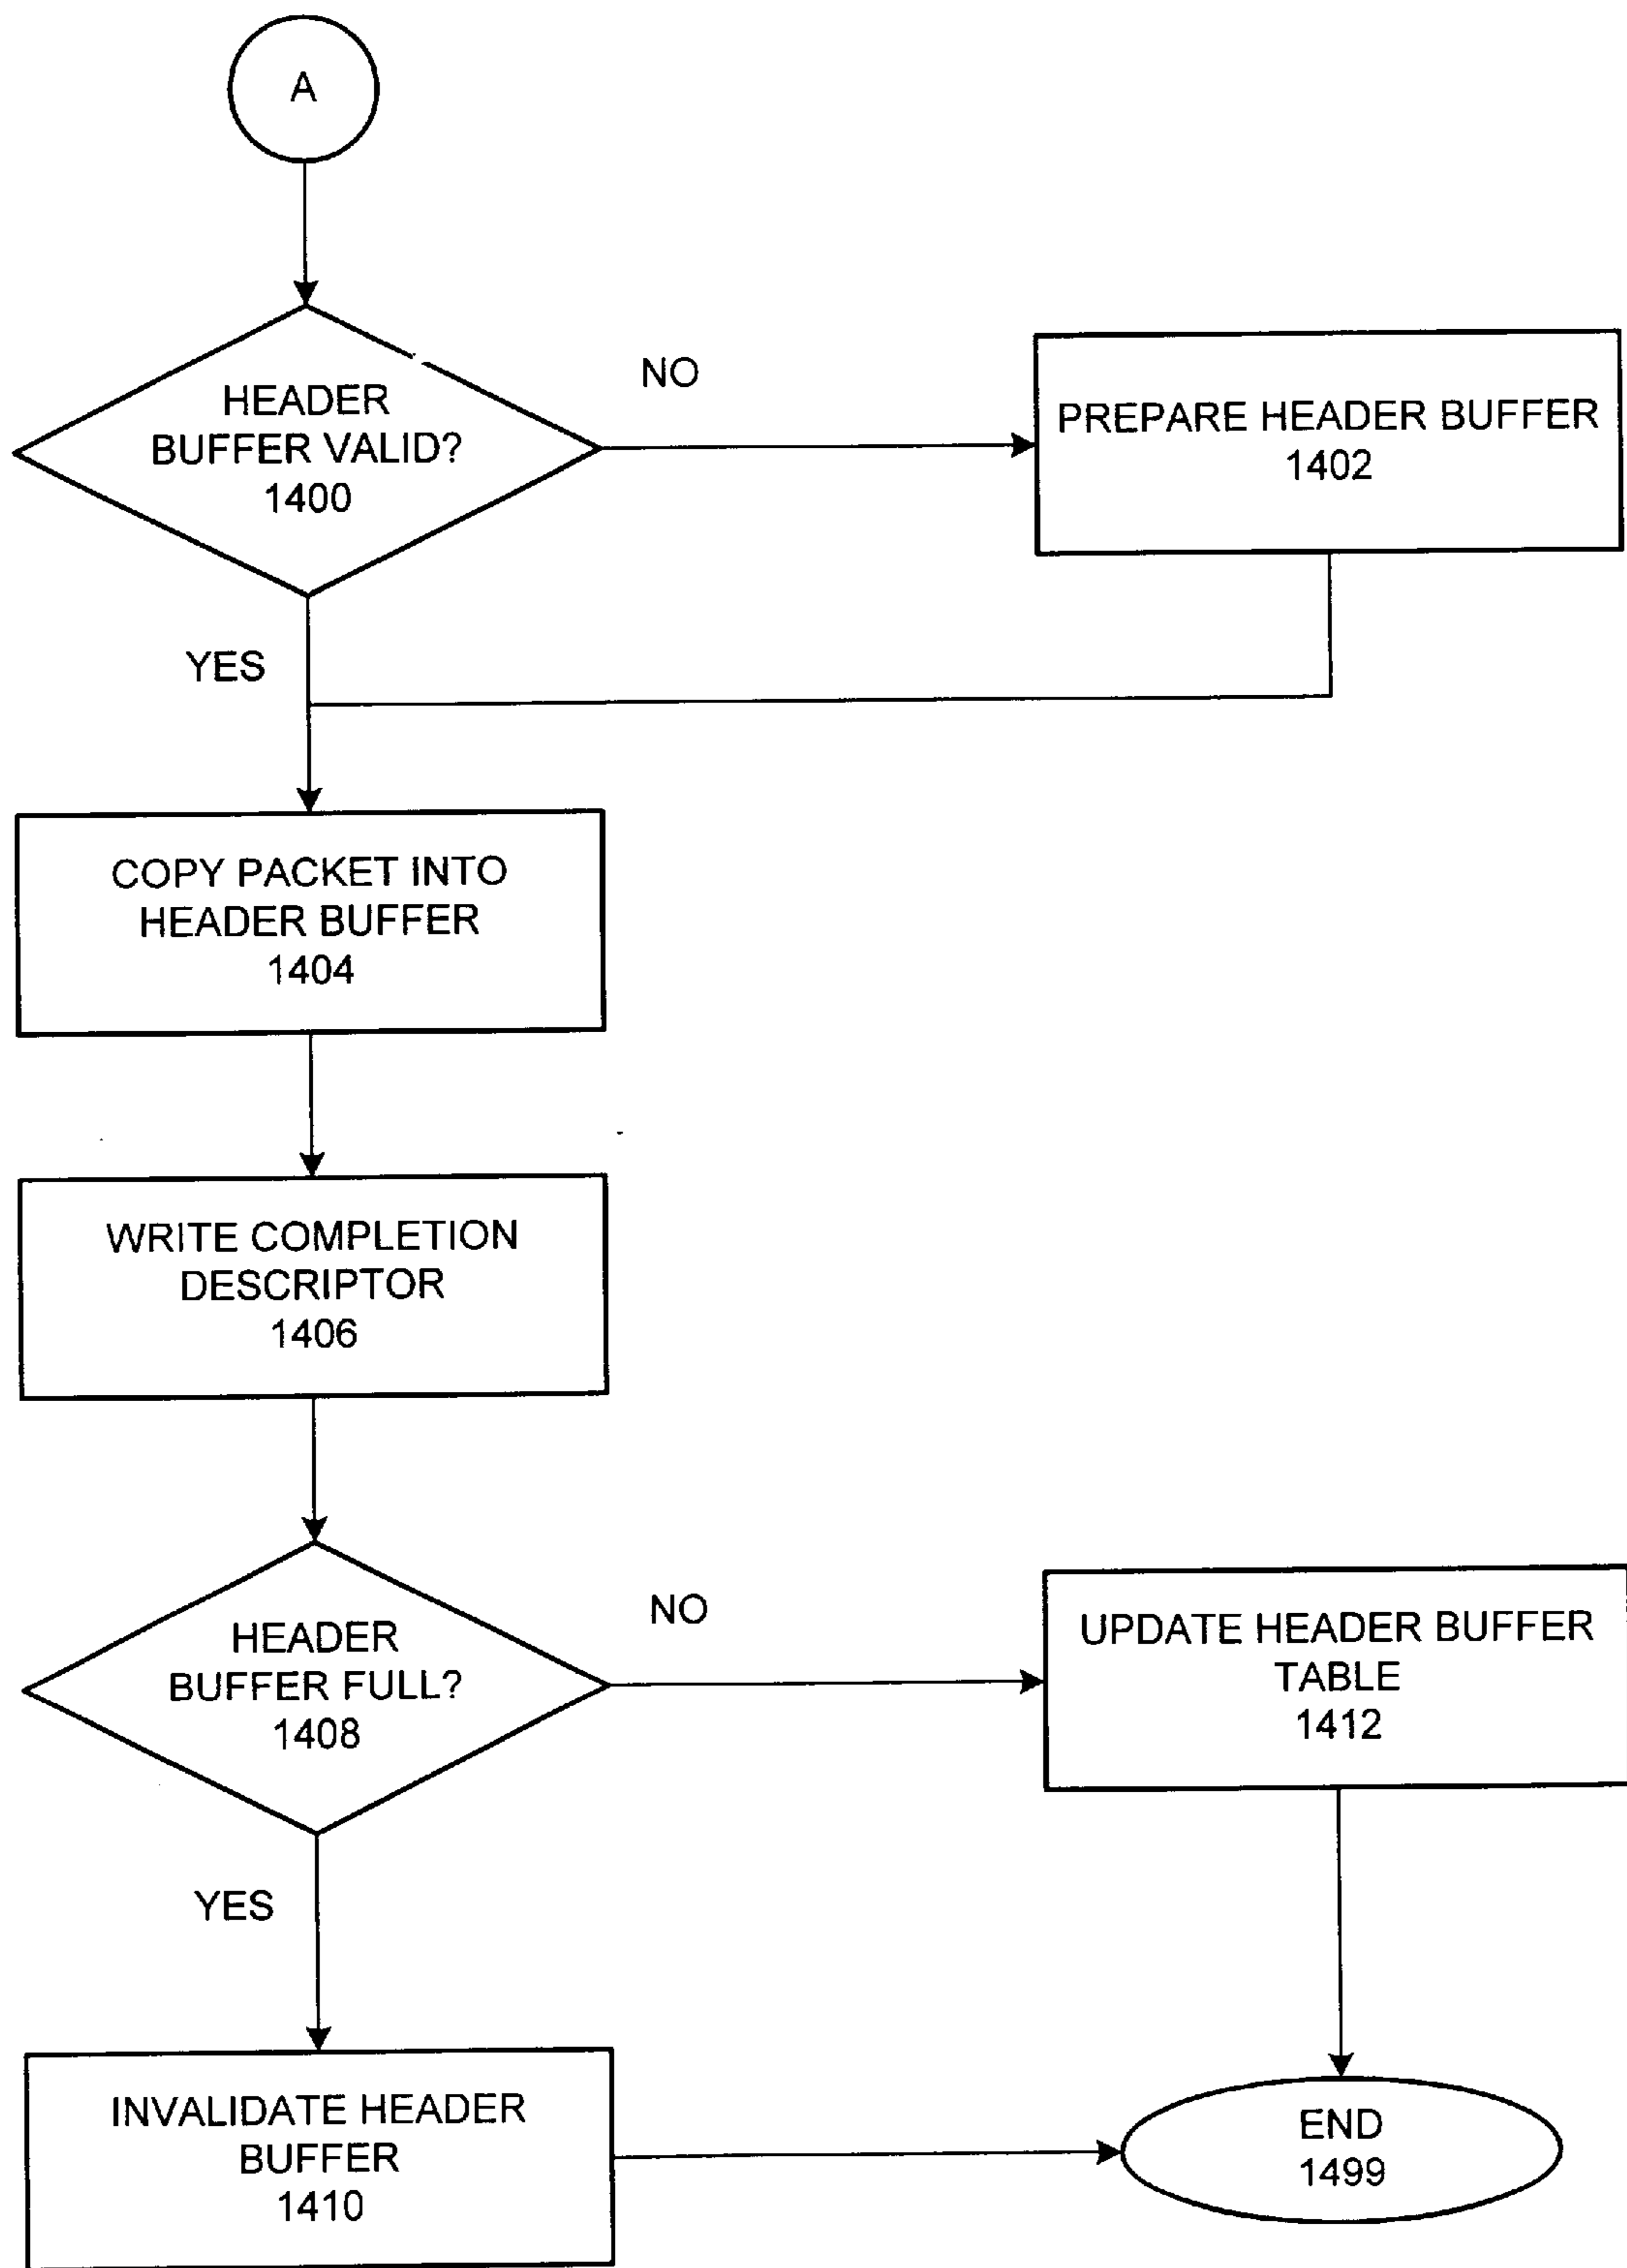 A
HEADER
BUFFER VALID?
1400
NO
PREPARE HEADER BUFFER
1402
YES
COPY PACKET INTO
HEADER BUFFER
1404
WRITE COMPLETION
DESCRIPTOR
1406
HEADER
BUFFER FULL?
1408
NO
UPDATE HEADER BUFFER
TABLE
1412
YES
INVALIDATE HEADER
BUFFER
1410
END
1499